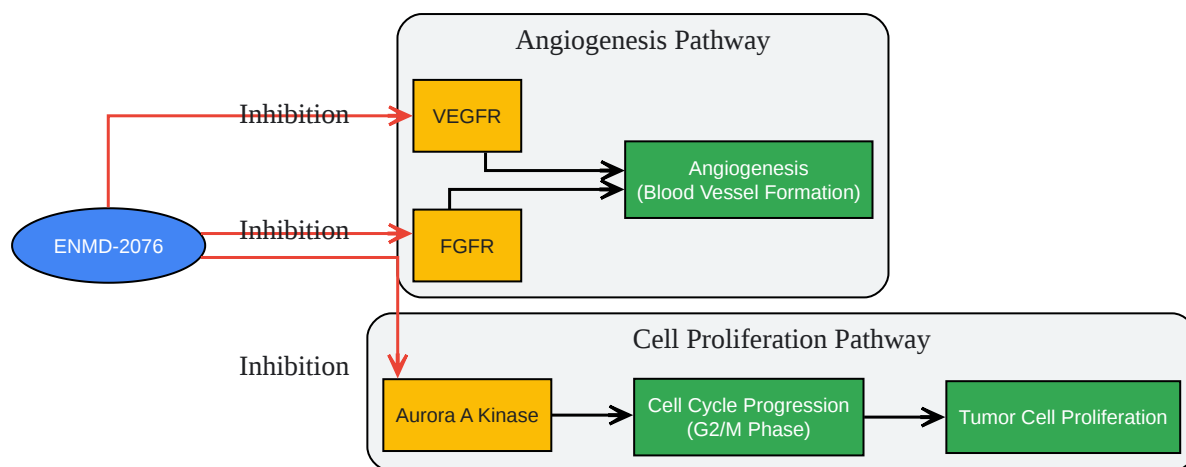 Angiogenesis Pathway
Inhibition
VEGFR
Angiogenesis
(Blood Vessel Formation)
ENMD-2076
Inhibition
FGFR
Cell Proliferation Pathway
Inhibition
Aurora A Kinase
Cell Cycle Progression
(G2/M Phase)
Tumor Cell Proliferation